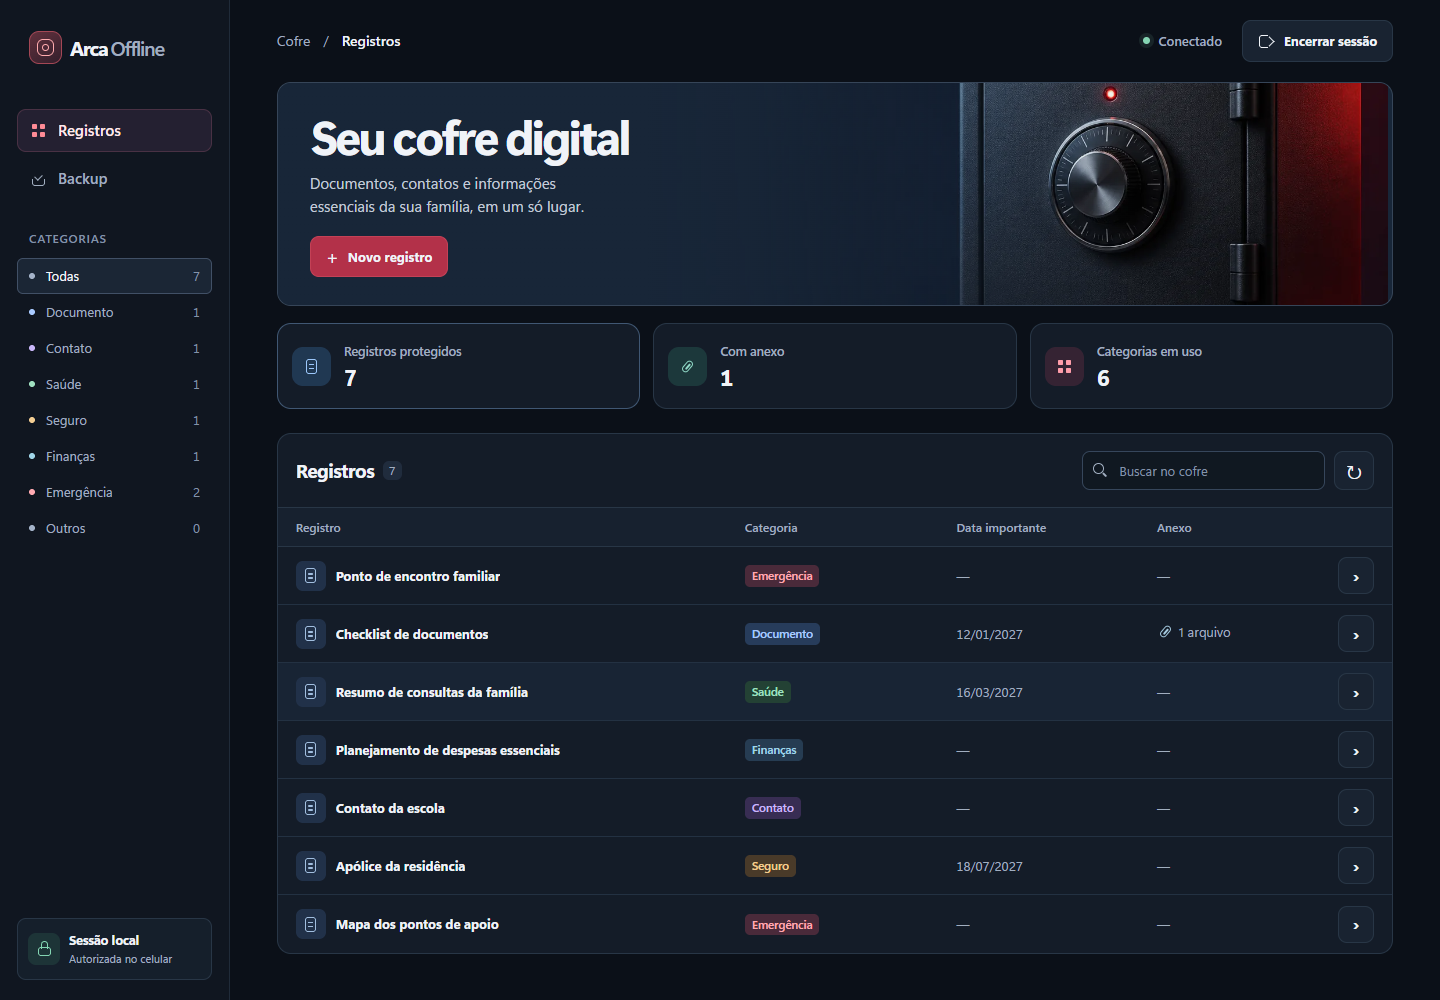 Arca Offline
Registros
Backup
CATEGORIAS
Todas 7
Documento 1
Contato 1
Saúde 1
Seguro 1
Finanças 1
Emergência 2
Outros 0
Sessão local
Autorizada no celular
Cofre / Registros
Conectado
Encerrar sessão
Seu cofre digital
Documentos, contatos e informações
essenciais da sua família, em um só lugar.
+ Novo registro
Registros protegidos
7
Com anexo
1
Categorias em uso
6
Registros 7
Buscar no cofre
Registro Categoria Data importante Anexo
Ponto de encontro familiar Emergência — —
Checklist de documentos Documento 12/01/2027 1 arquivo
Resumo de consultas da família Saúde 16/03/2027 —
Planejamento de despesas essenciais Finanças — —
Contato da escola Contato — —
Apólice da residência Seguro 18/07/2027 —
Mapa dos pontos de apoio Emergência — —